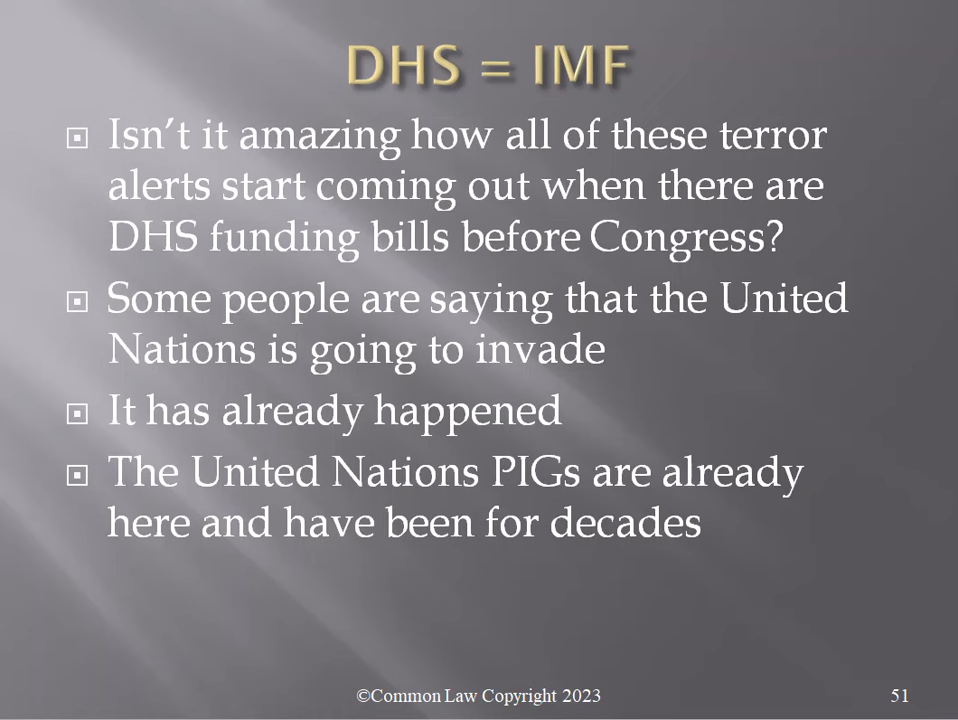 DHS = IMF
Isn't it amazing how all of these terror
alerts start coming out when there are
DHS funding bills before Congress?
Some people are saying that the United
Nations is going to invade
It has already happened
The United Nations PIGs are already
here and have been for decades
©Common Law Copyright 2023
51